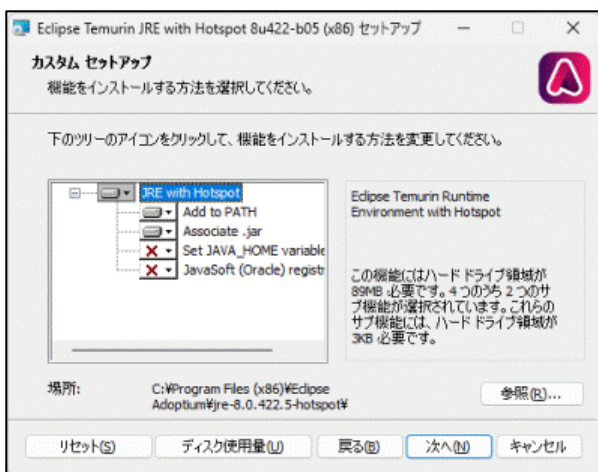 Eclipse Temurin JRE with Hotspot 8u422-b05 (x86) セットアップ
カスタム セットアップ
機能をインストールする方法を選択してください。
下のツリーのアイコンをクリックして、機能をインストールする方法を変更してください。
JRE with Hotspot
Add to PATH
Associate .jar
Set JAVA_HOME variable
JavaSoft (Oracle) registr
Eclipse Temurin Runtime
Environment with Hotspot
この機能にはハード ドライブ領域が
89MB 必要です。4 つのうち 2 つのサ
ブ機能が選択されています。これらの
サブ機能には、ハード ドライブ領域が
3KB 必要です。
場所:
C:¥Program Files (x86)¥Eclipse
Adoptium¥jre-8.0.422.5-hotspot¥
参照(R)...
リセット(S) ディスク使用量(U) 戻る(B) 次へ(N) キャンセル